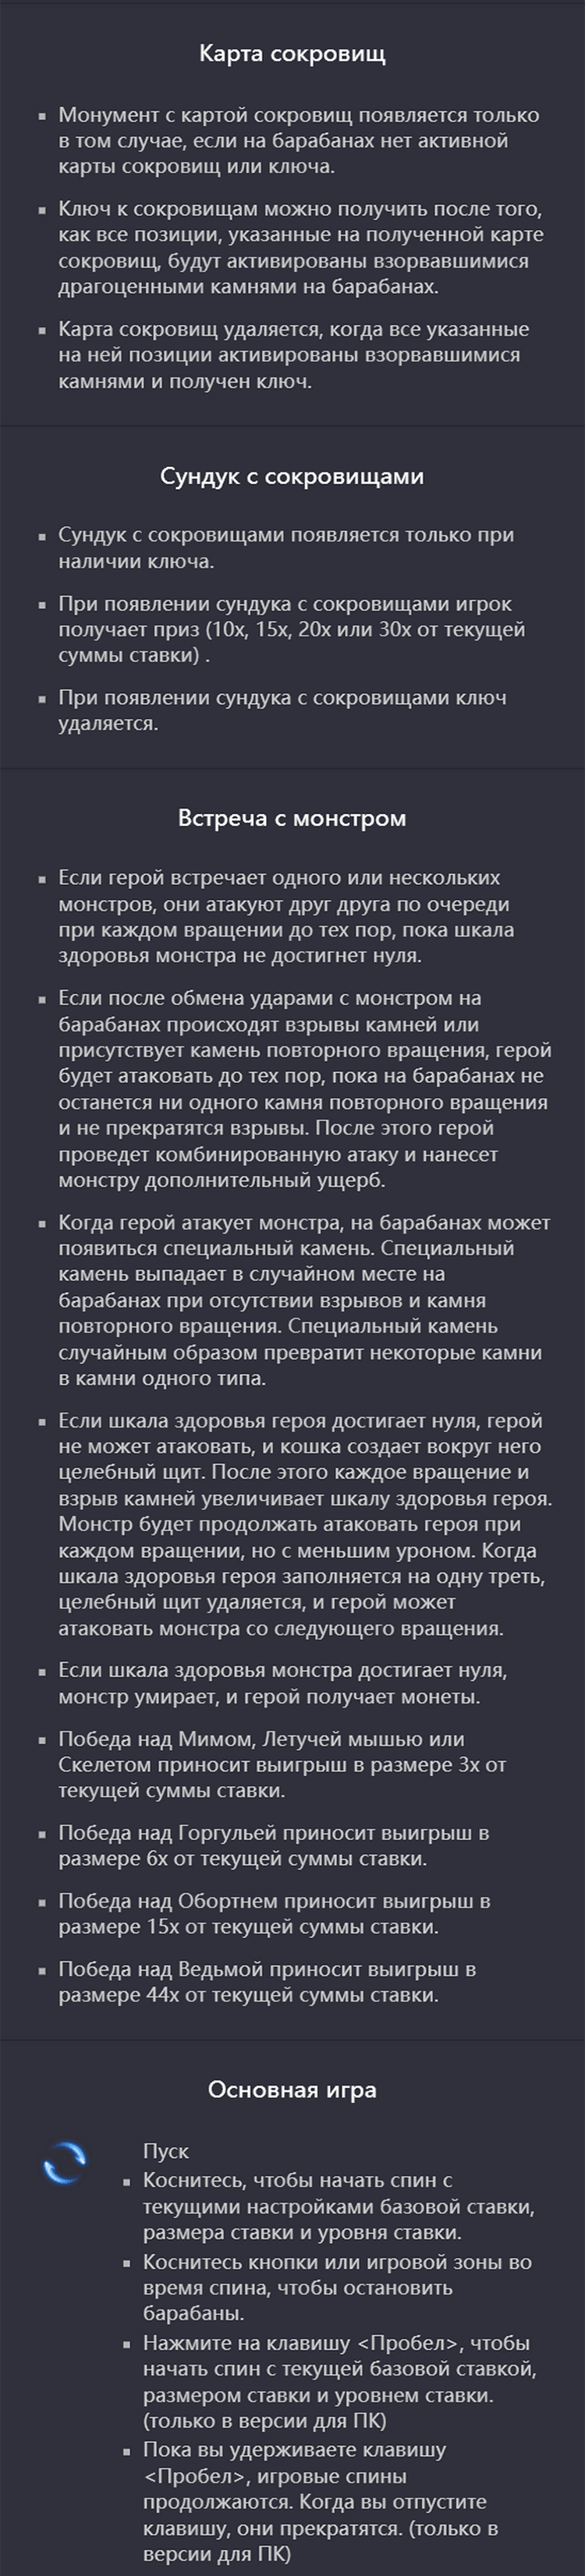 Карта сокровищ
Монумент с картой сокровищ появляется только
в том случае, если на барабанах нет активной
карты сокровищ или ключа.
Ключ к сокровищам можно получить после того,
как все позиции, указанные на полученной карте
сокровищ, будут активированы взорвавшимися
драгоценными камнями на барабанах.
Карта сокровищ удаляется, когда все указанные
на ней позиции активированы взорвавшимися
камнями и получен ключ.
Сундук с сокровищами
Сундук с сокровищами появляется только при
наличии ключа.
При появлении сундука с сокровищами игрок
получает приз (10x, 15x, 20x или 30x от текущей
суммы ставки) .
При появлении сундука с сокровищами ключ
удаляется.
Встреча с монстром
Если герой встречает одного или нескольких
монстров, они атакуют друг друга по очереди
при каждом вращении до тех пор, пока шкала
здоровья монстра не достигнет нуля.
Если после обмена ударами с монстром на
барабанах происходят взрывы камней или
присутствует камень повторного вращения, герой
будет атаковать до тех пор, пока на барабанах не
останется ни одного камня повторного вращения
и не прекратятся взрывы. После этого герой
проведет комбинированную атаку и нанесет
монстру дополнительный ущерб.
Когда герой атакует монстра, на барабанах может
появиться специальный камень. Специальный
камень выпадает в случайном месте на
барабанах при отсутствии взрывов и камня
повторного вращения. Специальный камень
случайным образом превратит некоторые камни
в камни одного типа.
Если шкала здоровья героя достигает нуля, герой
не может атаковать, и кошка создает вокруг него
целебный щит. После этого каждое вращение и
взрыв камней увеличивает шкалу здоровья героя.
Монстр будет продолжать атаковать героя при
каждом вращении, но с меньшим уроном. Когда
шкала здоровья героя заполняется на одну треть,
целебный щит удаляется, и герой может
атаковать монстра со следующего вращения.
Если шкала здоровья монстра достигает нуля,
монстр умирает, и герой получает монеты.
Победа над Мимом, Летучей мышью или
Скелетом приносит выигрыш в размере 3x от
текущей суммы ставки.
Победа над Горгульей приносит выигрыш в
размере 6x от текущей суммы ставки.
Победа над Обортнем приносит выигрыш в
размере 15x от текущей суммы ставки.
Победа над Ведьмой приносит выигрыш в
размере 44x от текущей суммы ставки.
Основная игра
Пуск
Коснитесь, чтобы начать спин с
текущими настройками базовой ставки,
размера ставки и уровня ставки.
Коснитесь кнопки или игровой зоны во
время спина, чтобы остановить
барабаны.
Нажмите на клавишу <Пробел>, чтобы
начать спин с текущей базовой ставкой,
размером ставки и уровнем ставки.
(только в версии для ПК)
Пока вы удерживаете клавишу
<Пробел>, игровые спины
продолжаются. Когда вы отпустите
клавишу, они прекратятся. (только в
версии для ПК)